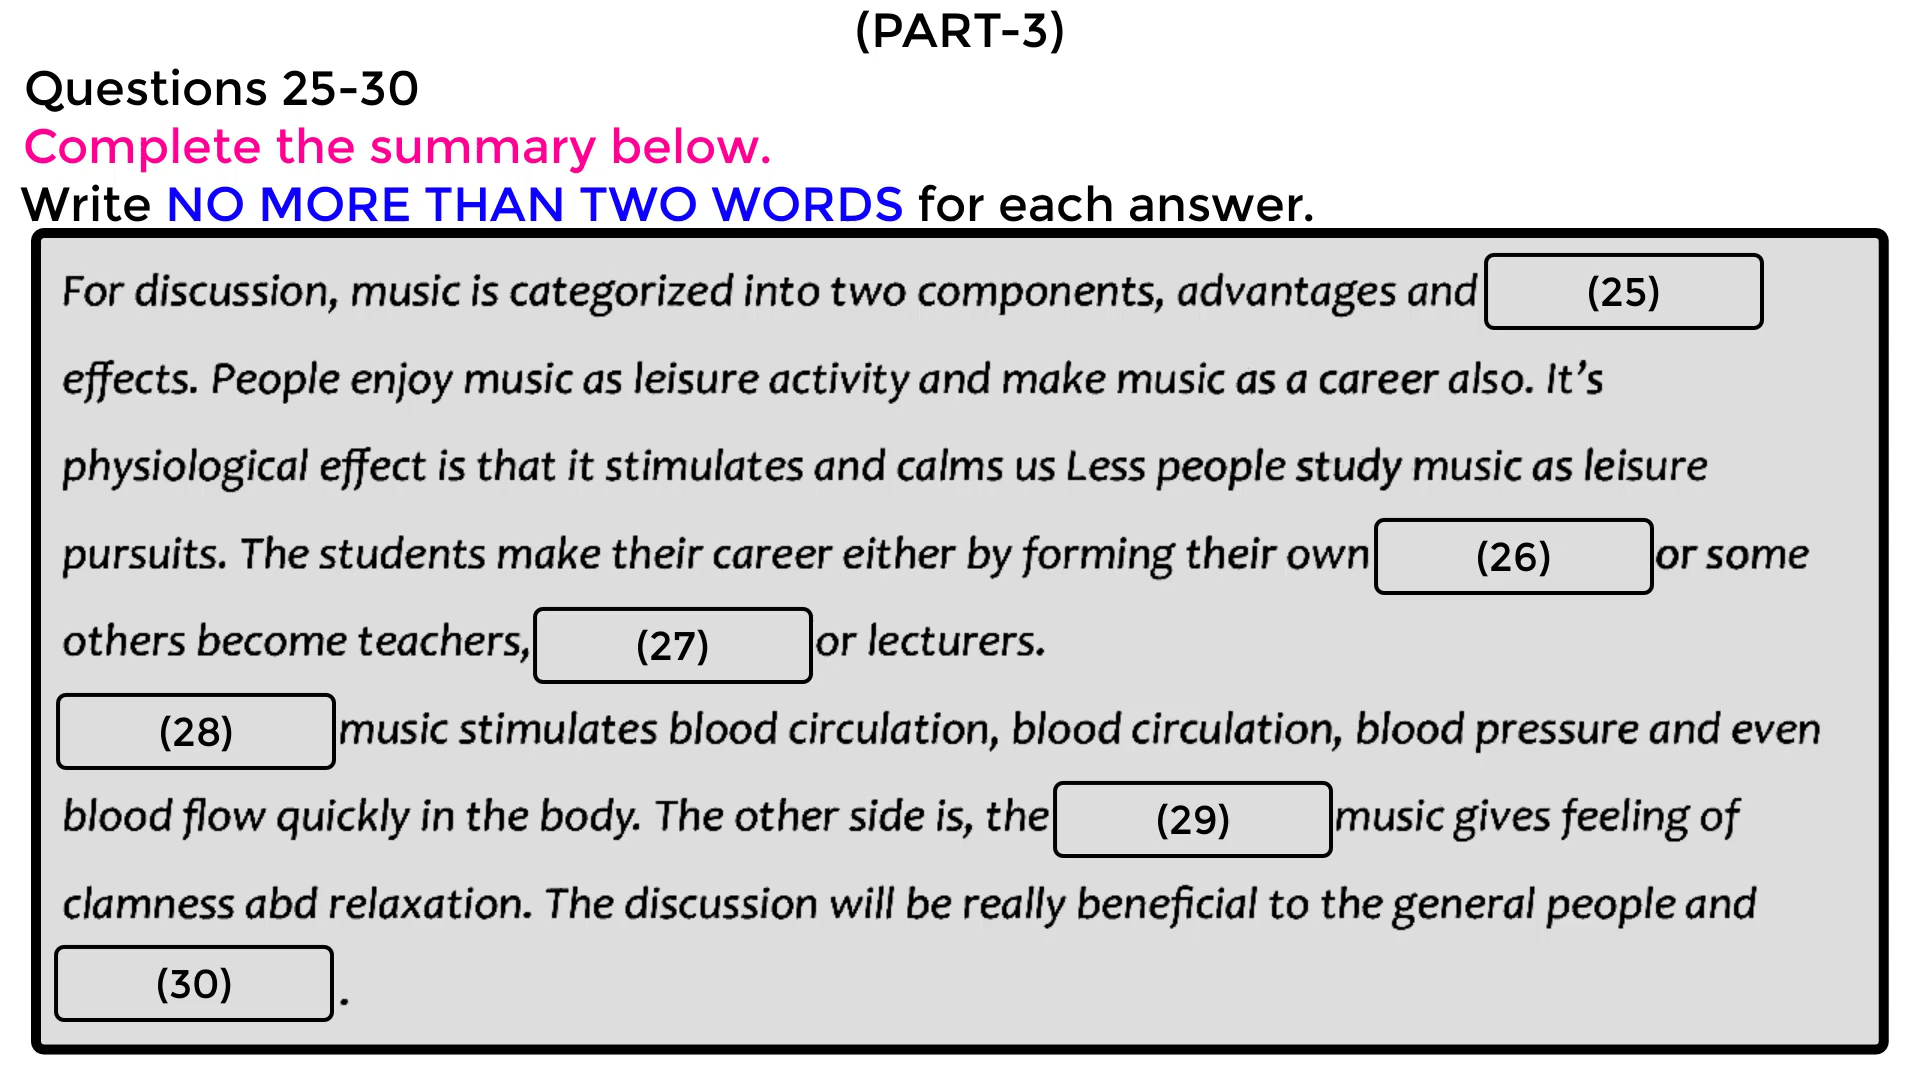 (PART-3)
Questions 25-30
Complete the summary below.
Write NO MORE THAN TWO WORDS for each answer.
For discussion, music is categorized into two components, advantages and (25)
effects. People enjoy music as leisure activity and make music as a career also. It's
physiological effect is that it stimulates and calms us Less people study music as leisure
pursuits. The students make their career either by forming their own (26) or some
others become teachers, (27) or lecturers.
(28) music stimulates blood circulation, blood circulation, blood pressure and even
blood flow quickly in the body. The other side is, the (29) music gives feeling of
clamness abd relaxation. The discussion will be really beneficial to the general people and
(30) .